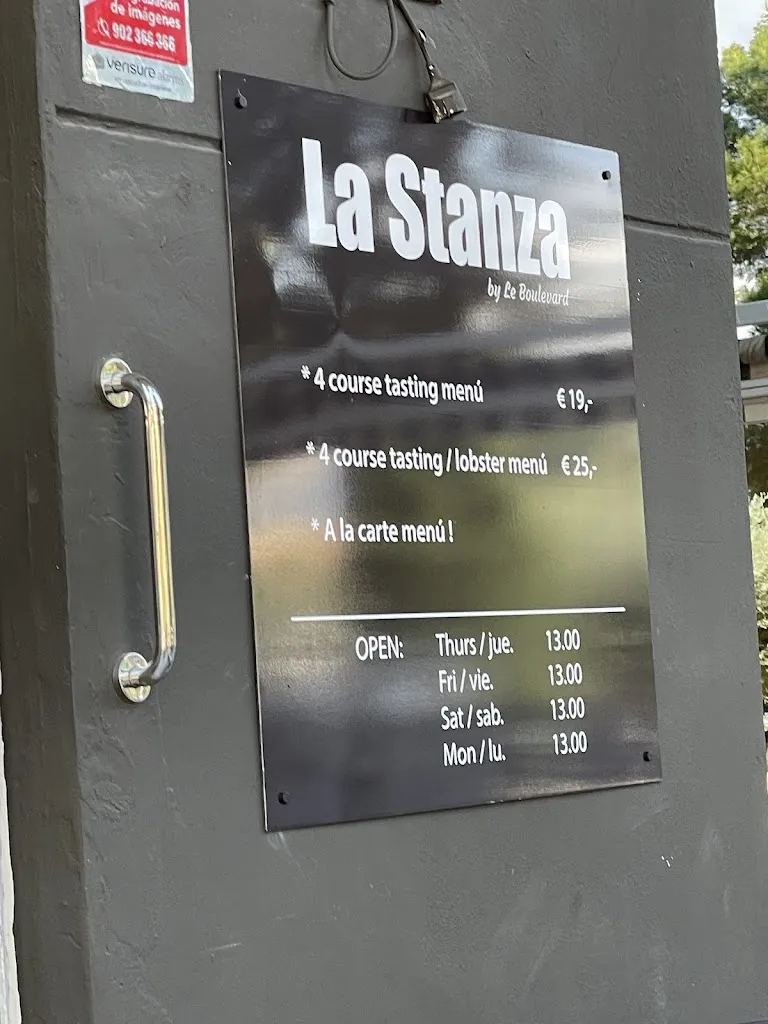 de imágenes
902 366 366
verisure
La Stanza
by Le Boulevard
* 4 course tasting menú € 19,-
* 4 course tasting / lobster menú € 25,-
* A la carte menú !
OPEN: Thurs / jue. 13.00
Fri / vie. 13.00
Sat / sab. 13.00
Mon / lu. 13.00